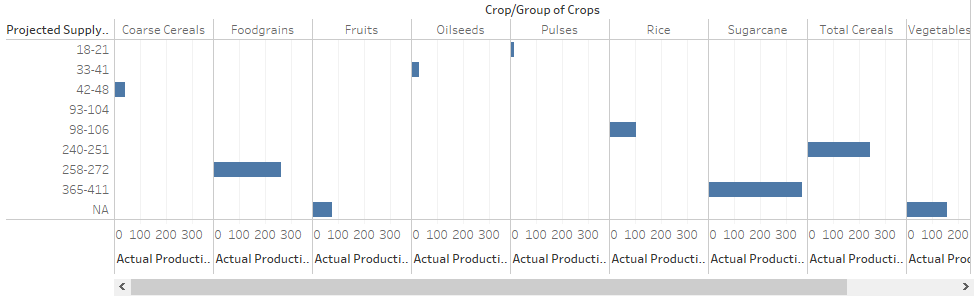 Crop/Group of Crops
Projected Supply.. Coarse Cereals Foodgrains Fruits Oilseeds Pulses Rice Sugarcane Total Cereals Vegetables
18-21
33-41
42-48
93-104
98-106
240-251
258-272
365-411
NA
0 100 200 300 0 100 200 300 0 100 200 300 0 100 200 300 0 100 200 300 0 100 200 300 0 100 200 300 0 100 200 300 0 100 200
Actual Producti.. Actual Producti.. Actual Producti.. Actual Producti.. Actual Producti.. Actual Producti.. Actual Producti.. Actual Producti.. Actual Proc